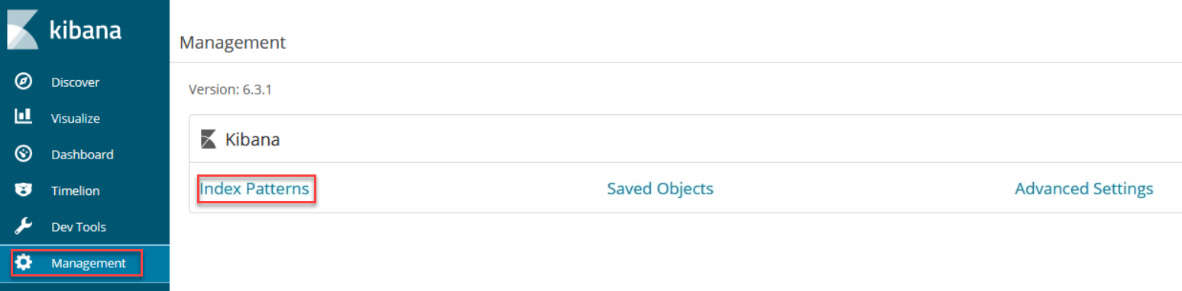 kibana
Discover
Visualize
Dashboard
Timelion
Dev Tools
Management
Management
Version: 6.3.1
Kibana
Index Patterns
Saved Objects
Advanced Settings